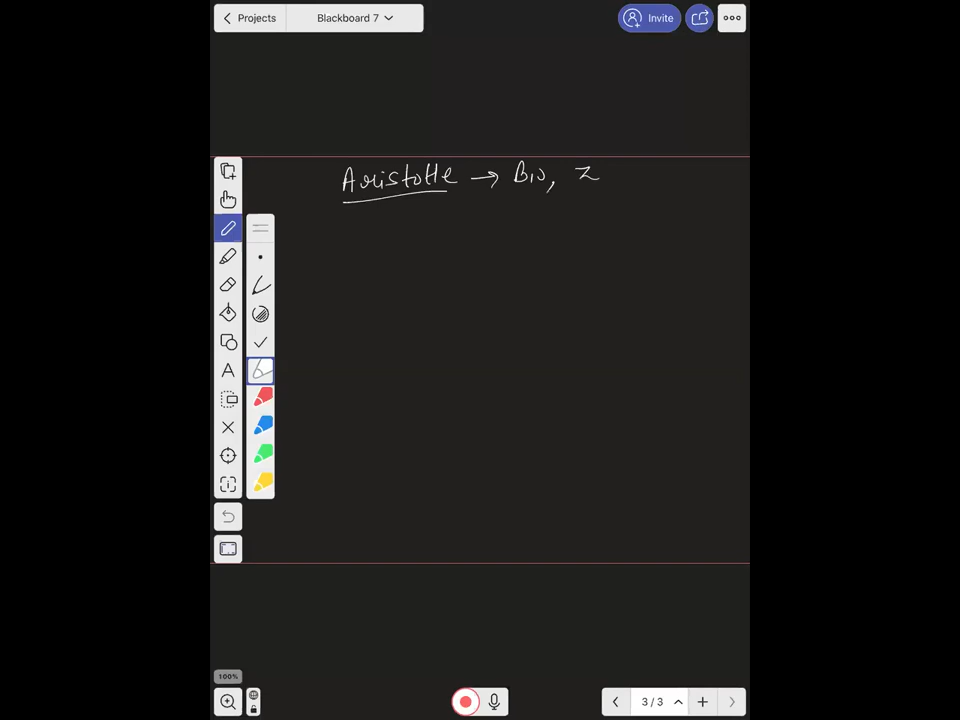 Projects Blackboard 7 Invite
Aristotle → Bio, Z
A
100%
3/3